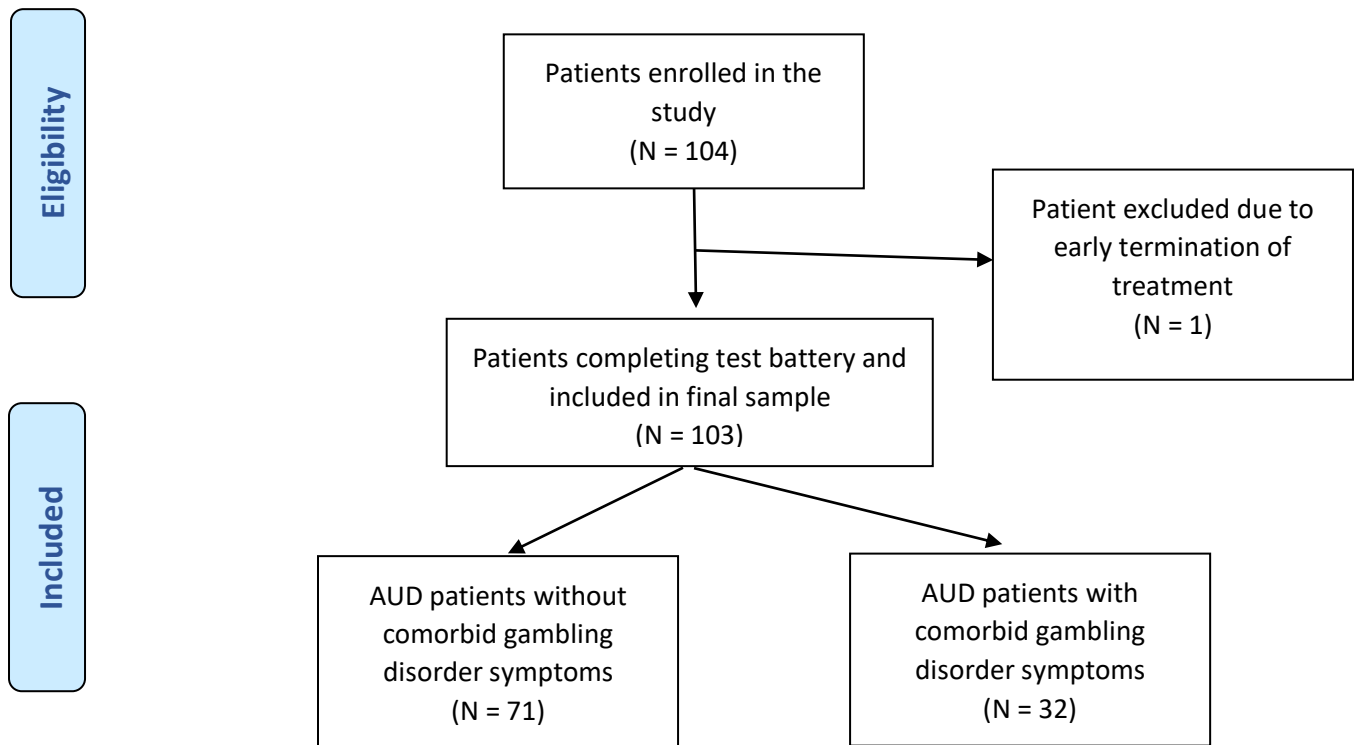 Eligibility
Patients enrolled in the
study
(N = 104)
Patient excluded due to
early termination of
treatment
(N = 1)
Patients completing test battery and
included in final sample
(N = 103)
Included
AUD patients without
comorbid gambling
disorder symptoms
(N = 71)
AUD patients with
comorbid gambling
disorder symptoms
(N = 32)